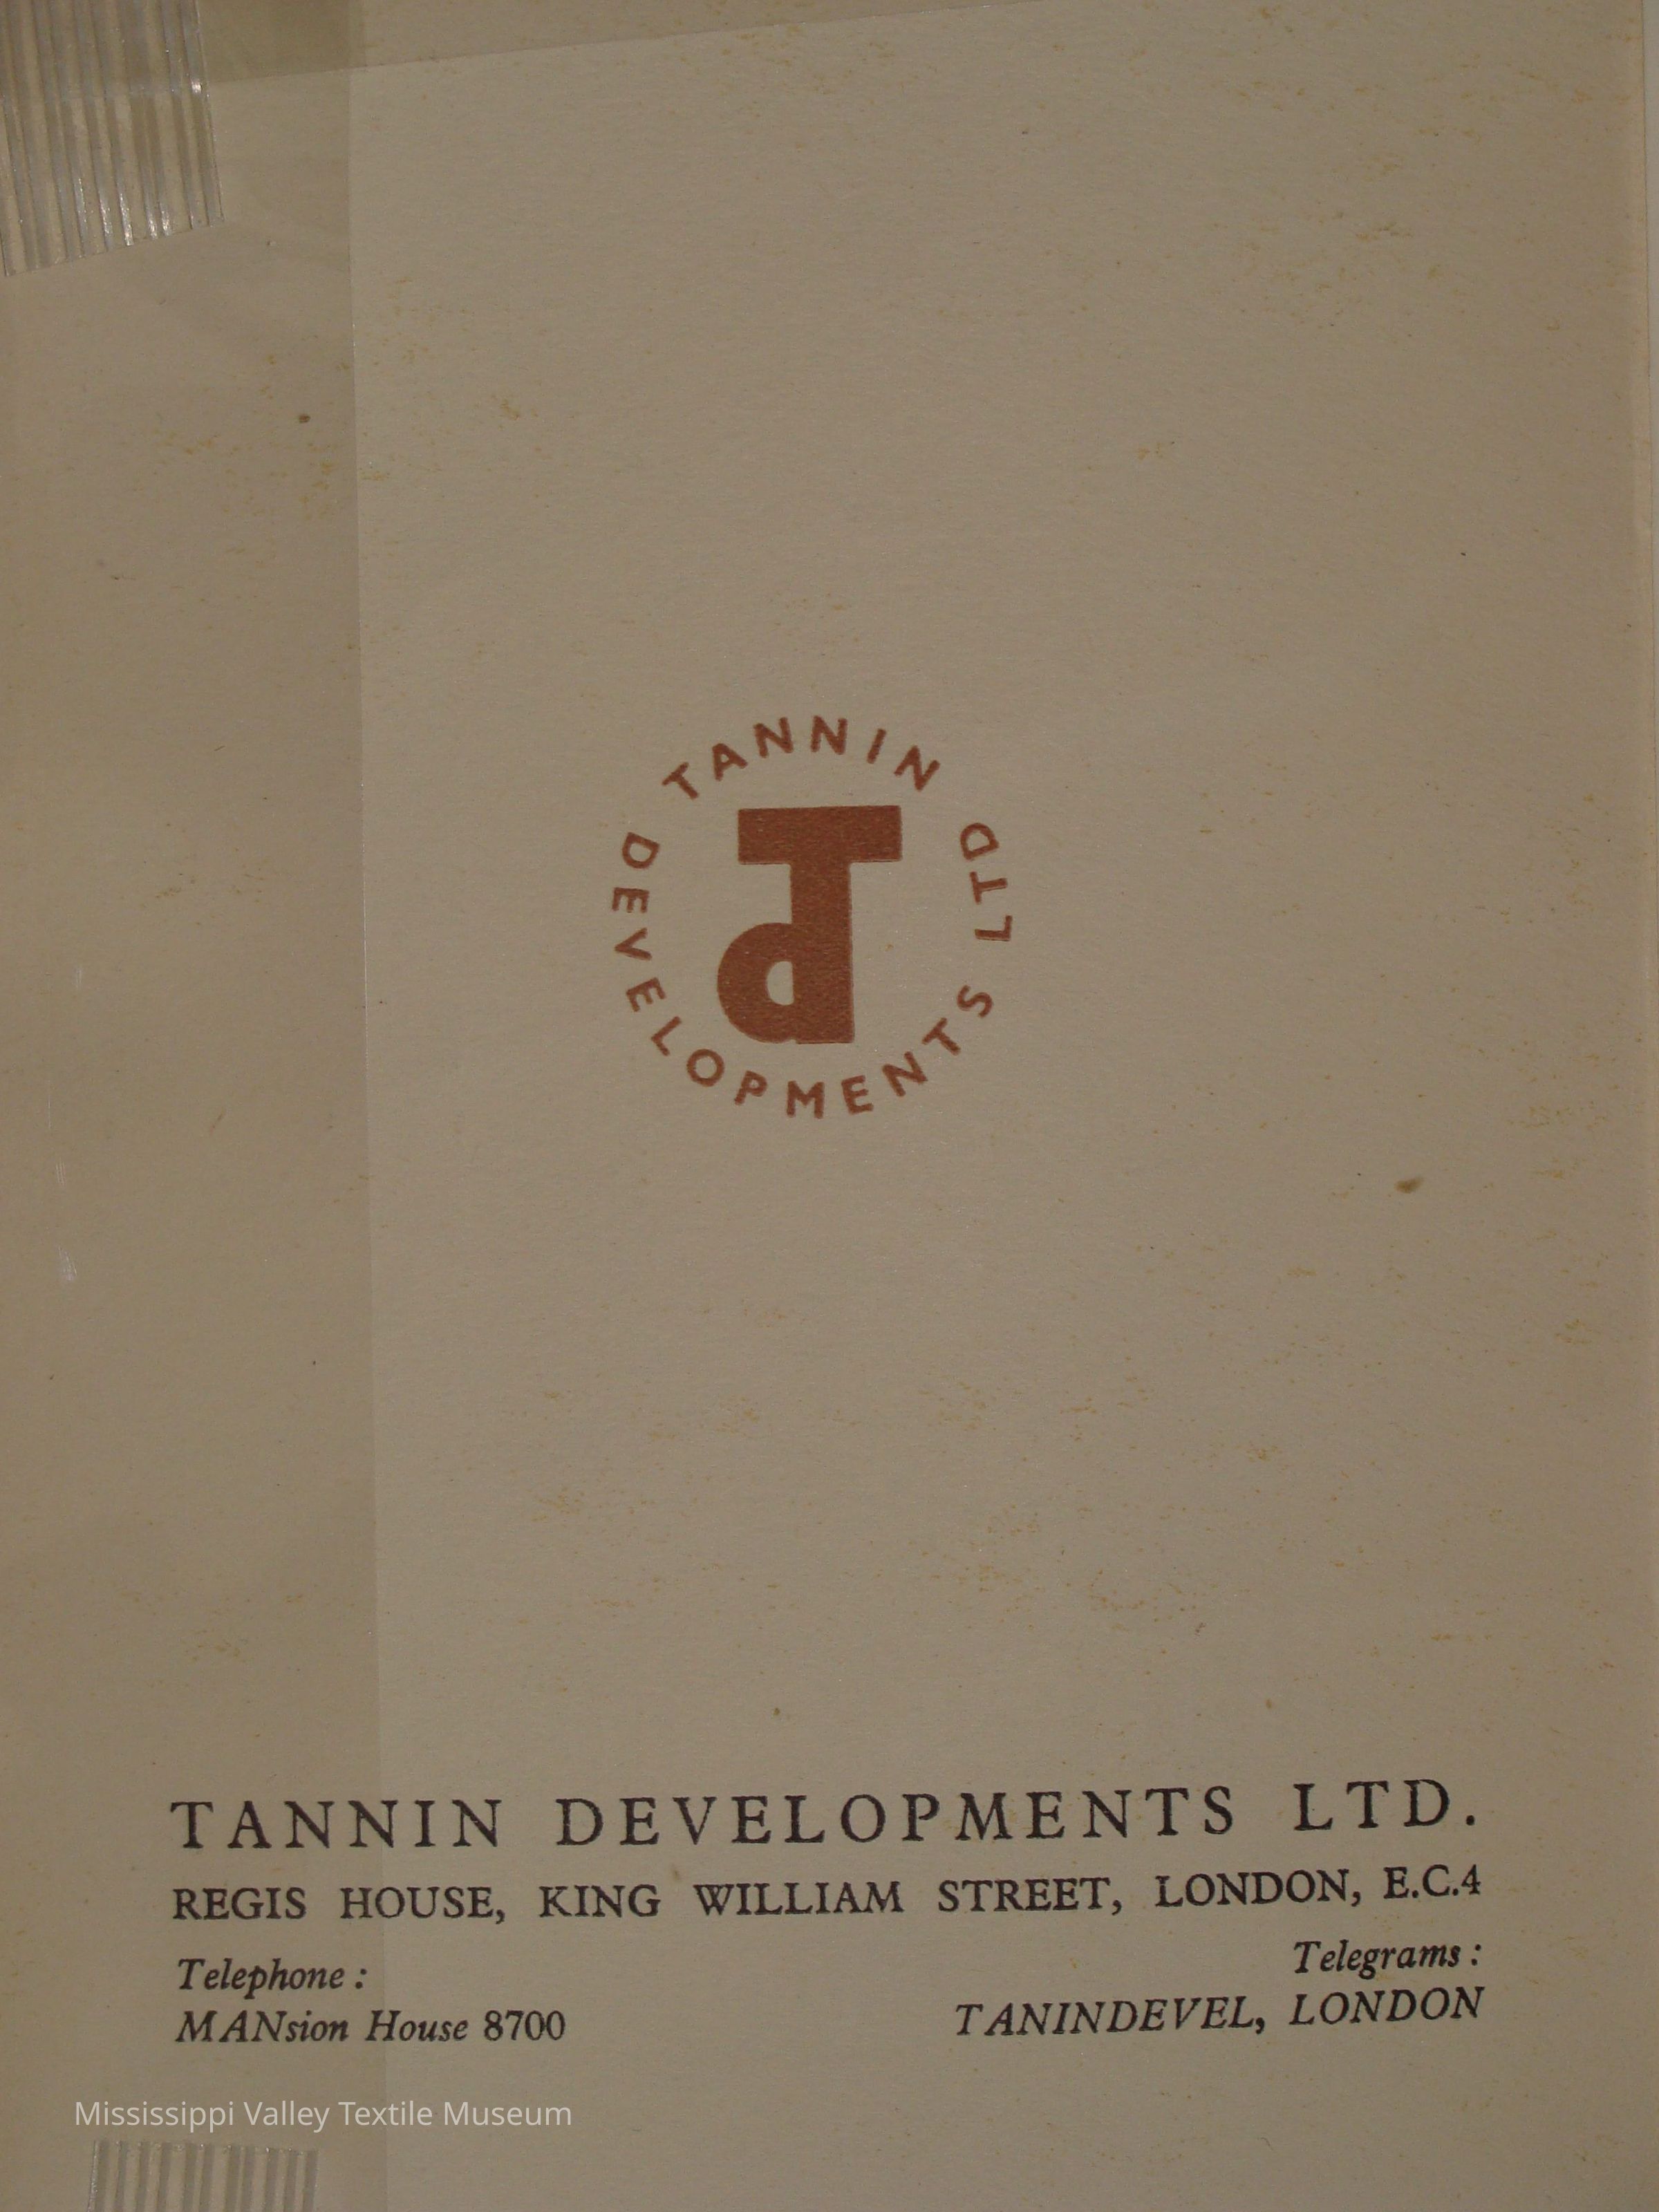 TANNIN
DEVELOPMENTS LTD
Td
TANNIN DEVELOPMENTS LTD.
REGIS HOUSE, KING WILLIAM STREET, LONDON, E.C.4
Telephone :
MANsion House 8700
Telegrams :
TANINDEVEL, LONDON
Mississippi Valley Textile Museum